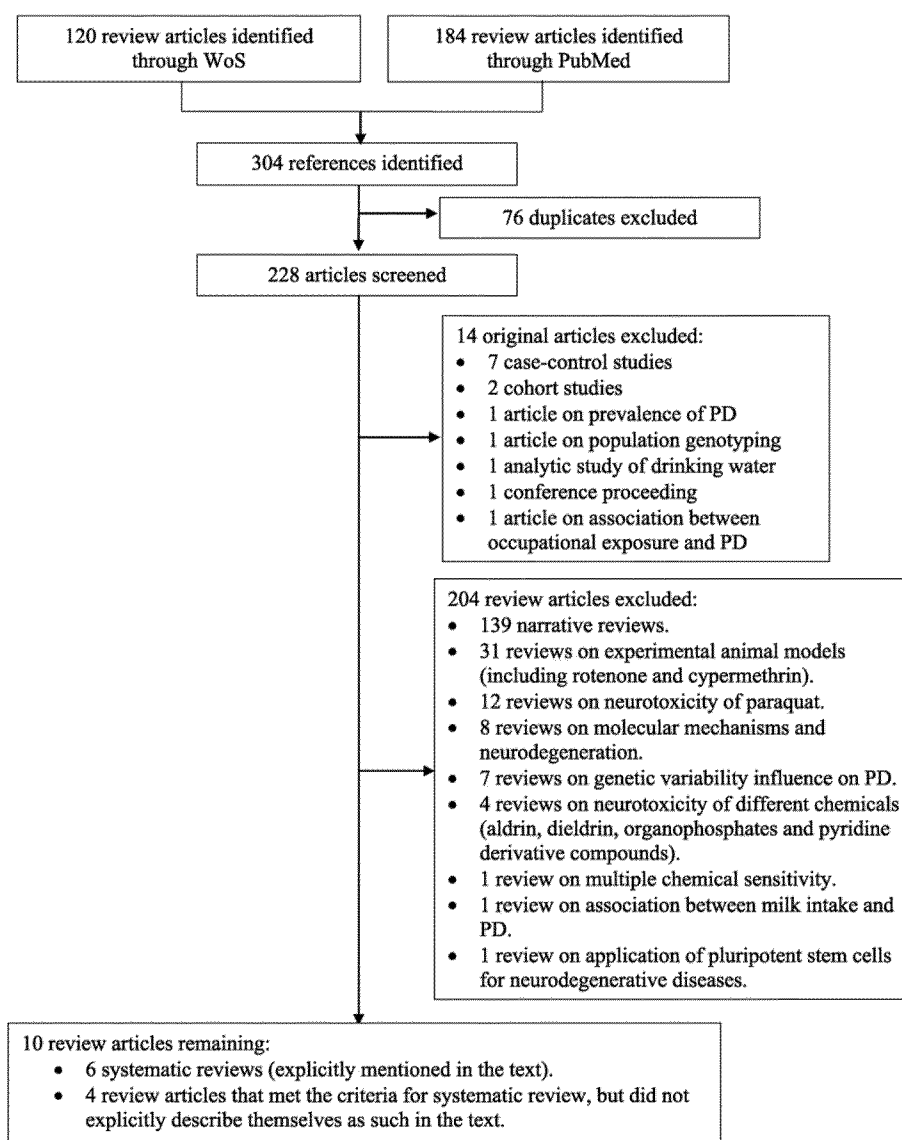 120 review articles identified
through WoS
184 review articles identified
through PubMed
304 references identified
76 duplicates excluded
228 articles screened
14 original articles excluded:
• 7 case-control studies
• 2 cohort studies
• 1 article on prevalence of PD
• 1 article on population genotyping
• 1 analytic study of drinking water
• 1 conference proceeding
• 1 article on association between
occupational exposure and PD
204 review articles excluded:
• 139 narrative reviews.
• 31 reviews on experimental animal models
(including rotenone and cypermethrin).
• 12 reviews on neurotoxicity of paraquat.
• 8 reviews on molecular mechanisms and
neurodegeneration.
• 7 reviews on genetic variability influence on PD.
• 4 reviews on neurotoxicity of different chemicals
(aldrin, dieldrin, organophosphates and pyridine
derivative compounds).
• 1 review on multiple chemical sensitivity.
• 1 review on association between milk intake and
PD.
• 1 review on application of pluripotent stem cells
for neurodegenerative diseases.
10 review articles remaining:
• 6 systematic reviews (explicitly mentioned in the text).
• 4 review articles that met the criteria for systematic review, but did not
explicitly describe themselves as such in the text.